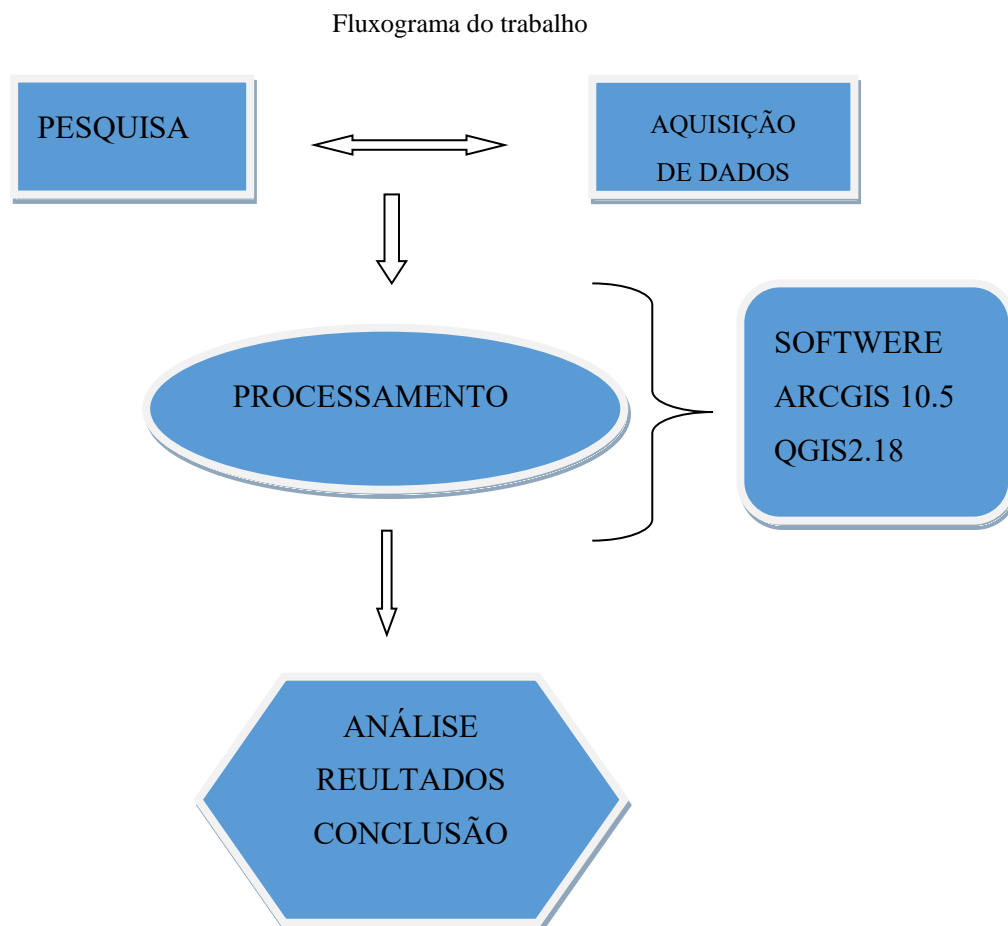 Fluxograma do trabalho
PESQUISA
AQUISIÇÃO
DE DADOS
PROCESSAMENTO
SOFTWERE
ARCGIS 10.5
QGIS2.18
ANÁLISE
REULTADOS
CONCLUSÃO